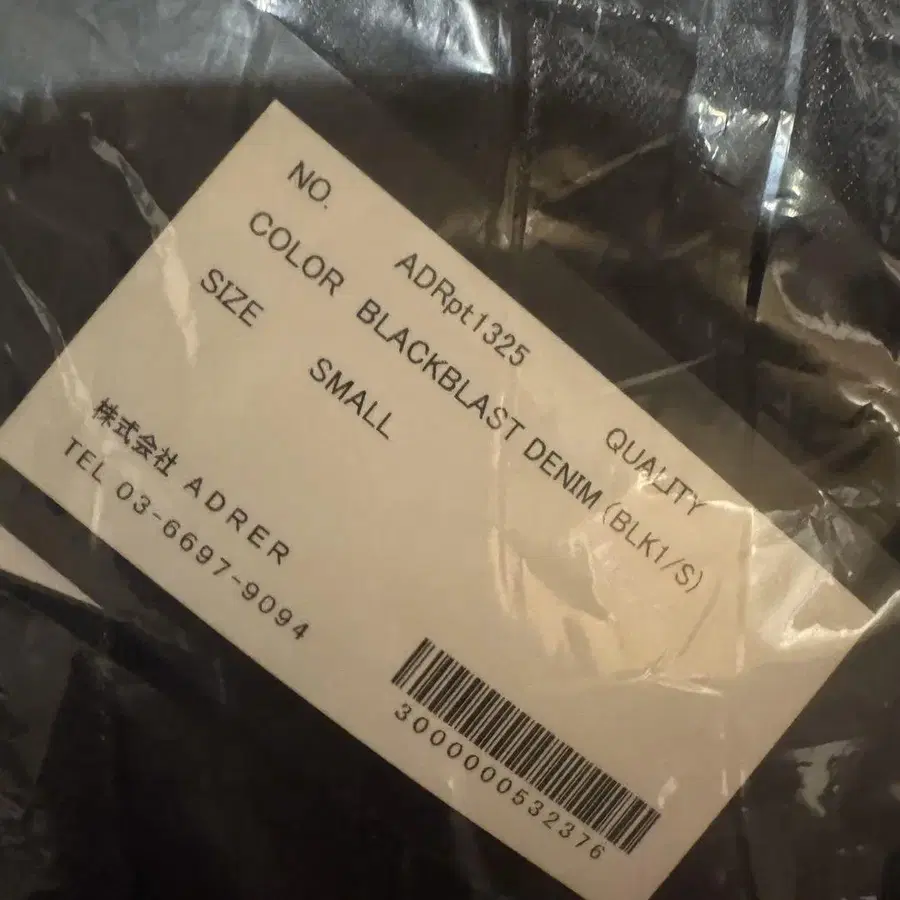 NO. ADRpt1325 QUALITY
COLOR BLACKBLAST DENIM (BLK1/S)
SIZE SMALL
株式会社 ADRER
TEL 03-6697-9094
3000000532376